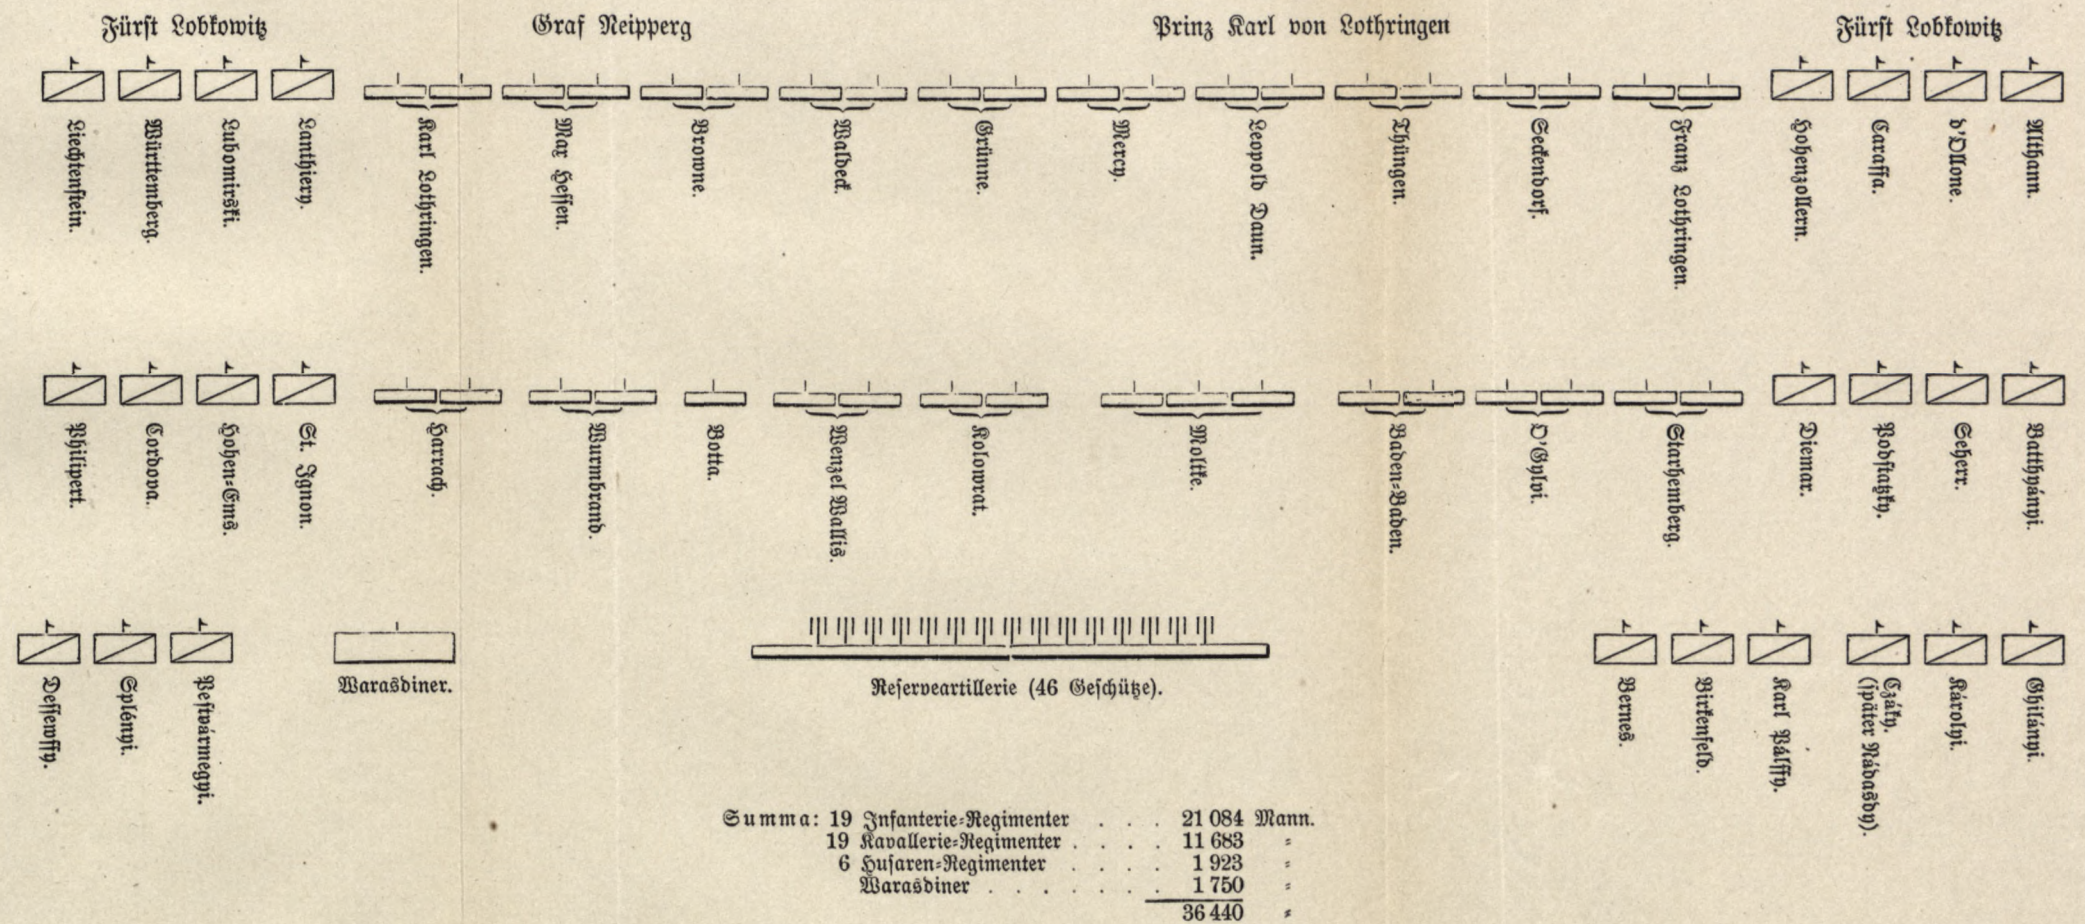 Fürst Lobkowitz
Graf Neipperg
Prinz Karl von Lothringen
Fürst Lobkowitz
Liechtenstein.
Würtemberg.
Lubomirski.
Lanthiery.
Karl Lothringen.
Max Hessen.
Browne.
Waldeck.
Grünne.
Mercy.
Leopold Daun.
Thüngen.
Seckendorf.
Franz Lothringen.
Hohenzollern.
Caraffa.
d'Ollone.
Althann.
Philipert.
Cordova.
Hohen-Ems.
St. Ignon.
Harrach.
Wurmbrand.
Botta.
Wenzel Wallis.
Kolowrat.
Moltke.
Baden-Baden.
O'Gylvi.
Starhemberg.
Diemar.
Podstatzky.
Seherr.
Batthyányi.
Dessewffy.
Splényi.
Pestvármegyi.
Warasdiner.
Reserveartillerie (46 Geschütze).
Bernes.
Birkenfeld.
Karl Pálffy.
Czáky.
(später Nádasdy).
Károlyi.
Ghilányi.
Summa: 19 Infanterie-Regimenter . . . 21 084 Mann.
19 Kavallerie-Regimenter . . . . 11 683 "
6 Husaren-Regimenter . . . . 1 923 "
Warasdiner . . . . . . . 1 750 "
36 440 "